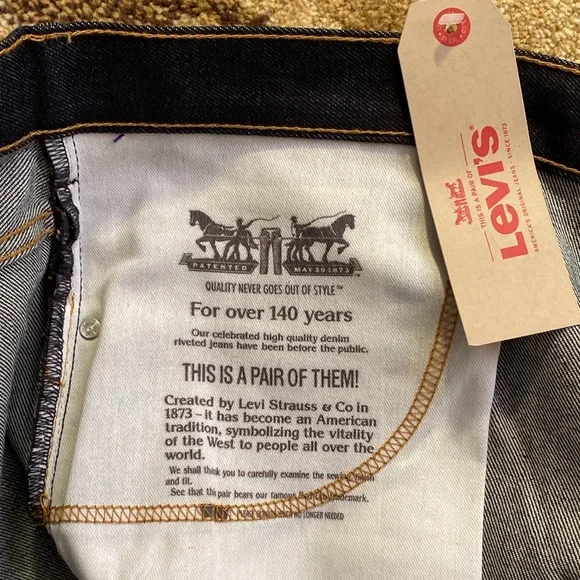 PATENTED MAY 20 1873
QUALITY NEVER GOES OUT OF STYLE™
For over 140 years
Our celebrated high quality denim
riveted jeans have been before the public.
THIS IS A PAIR OF THEM!
Created by Levi Strauss & Co in
1873 – it has become an American
tradition, symbolizing the vitality
of the West to people all over the
world.
We shall thank you to carefully examine the
and fit.
See that this pair bears our famous trademark.
NO LONGER NEEDED
THIS IS A PAIR OF
Levi's®
AMERICA'S ORIGINAL JEANS - SINCE 1873